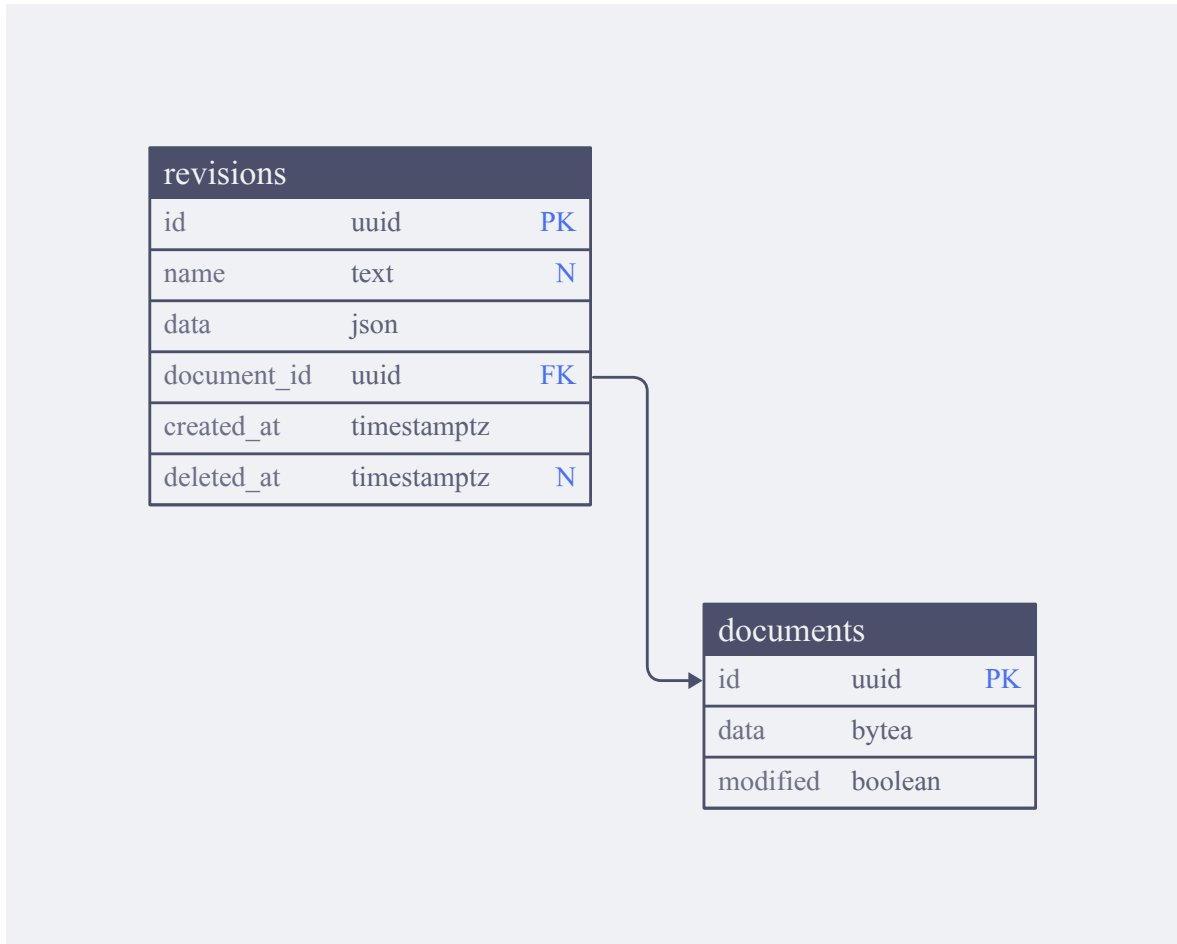 revisions
id uuid PK
name text N
data json
document_id uuid FK
created_at timestamptz
deleted_at timestamptz N
documents
id uuid PK
data bytea
modified boolean